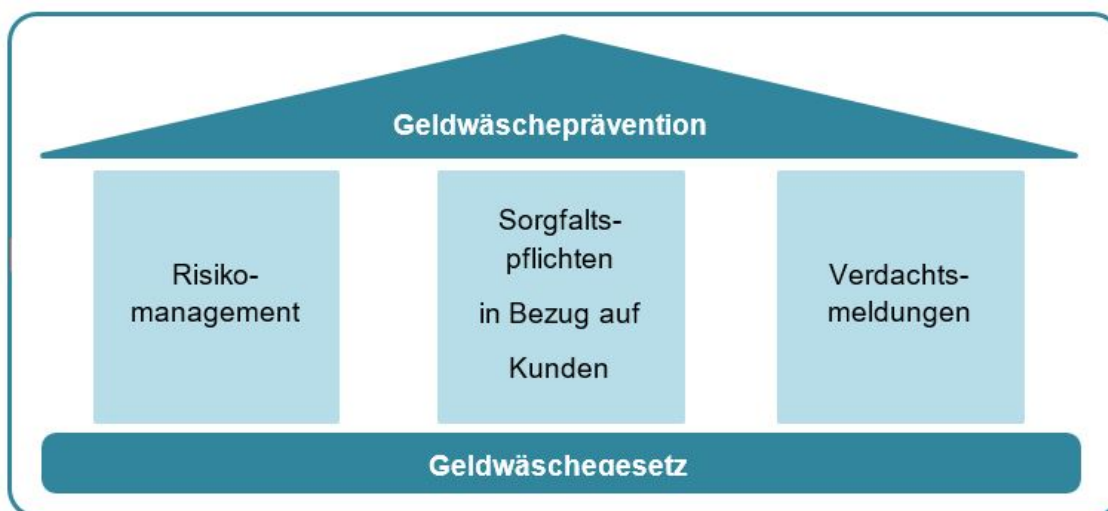 Geldwäscheprävention
Risiko-
management
Sorgfalts-
pflichten
in Bezug auf
Kunden
Verdachts-
meldungen
Geldwäschegesetz